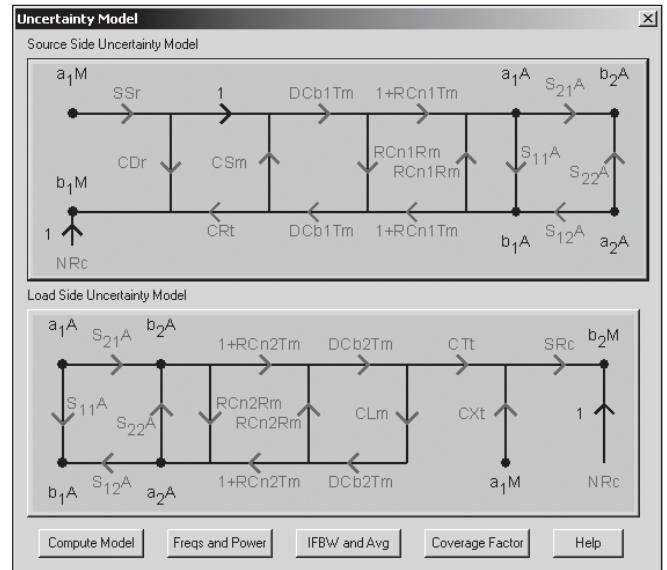 Uncertainty Model
Source Side Uncertainty Model
a1M
SSr
1
DCb1Tm
1+RCn1Tm
a1A
S21A
b2A
CDr
CSm
RCn1Rm
RCn1Rm
S11A
S22A
b1M
1
NRc
CRt
DCb1Tm
1+RCn1Tm
b1A
S12A
a2A
Load Side Uncertainty Model
a1A
S21A
b2A
1+RCn2Tm
DCb2Tm
CTt
SRc
b2M
S11A
S22A
RCn2Rm
RCn2Rm
CLm
CXt
1
b1A
S12A
a2A
1+RCn2Tm
DCb2Tm
a1M
NRc
Compute Model
Freqs and Power
IFBW and Avg
Coverage Factor
Help